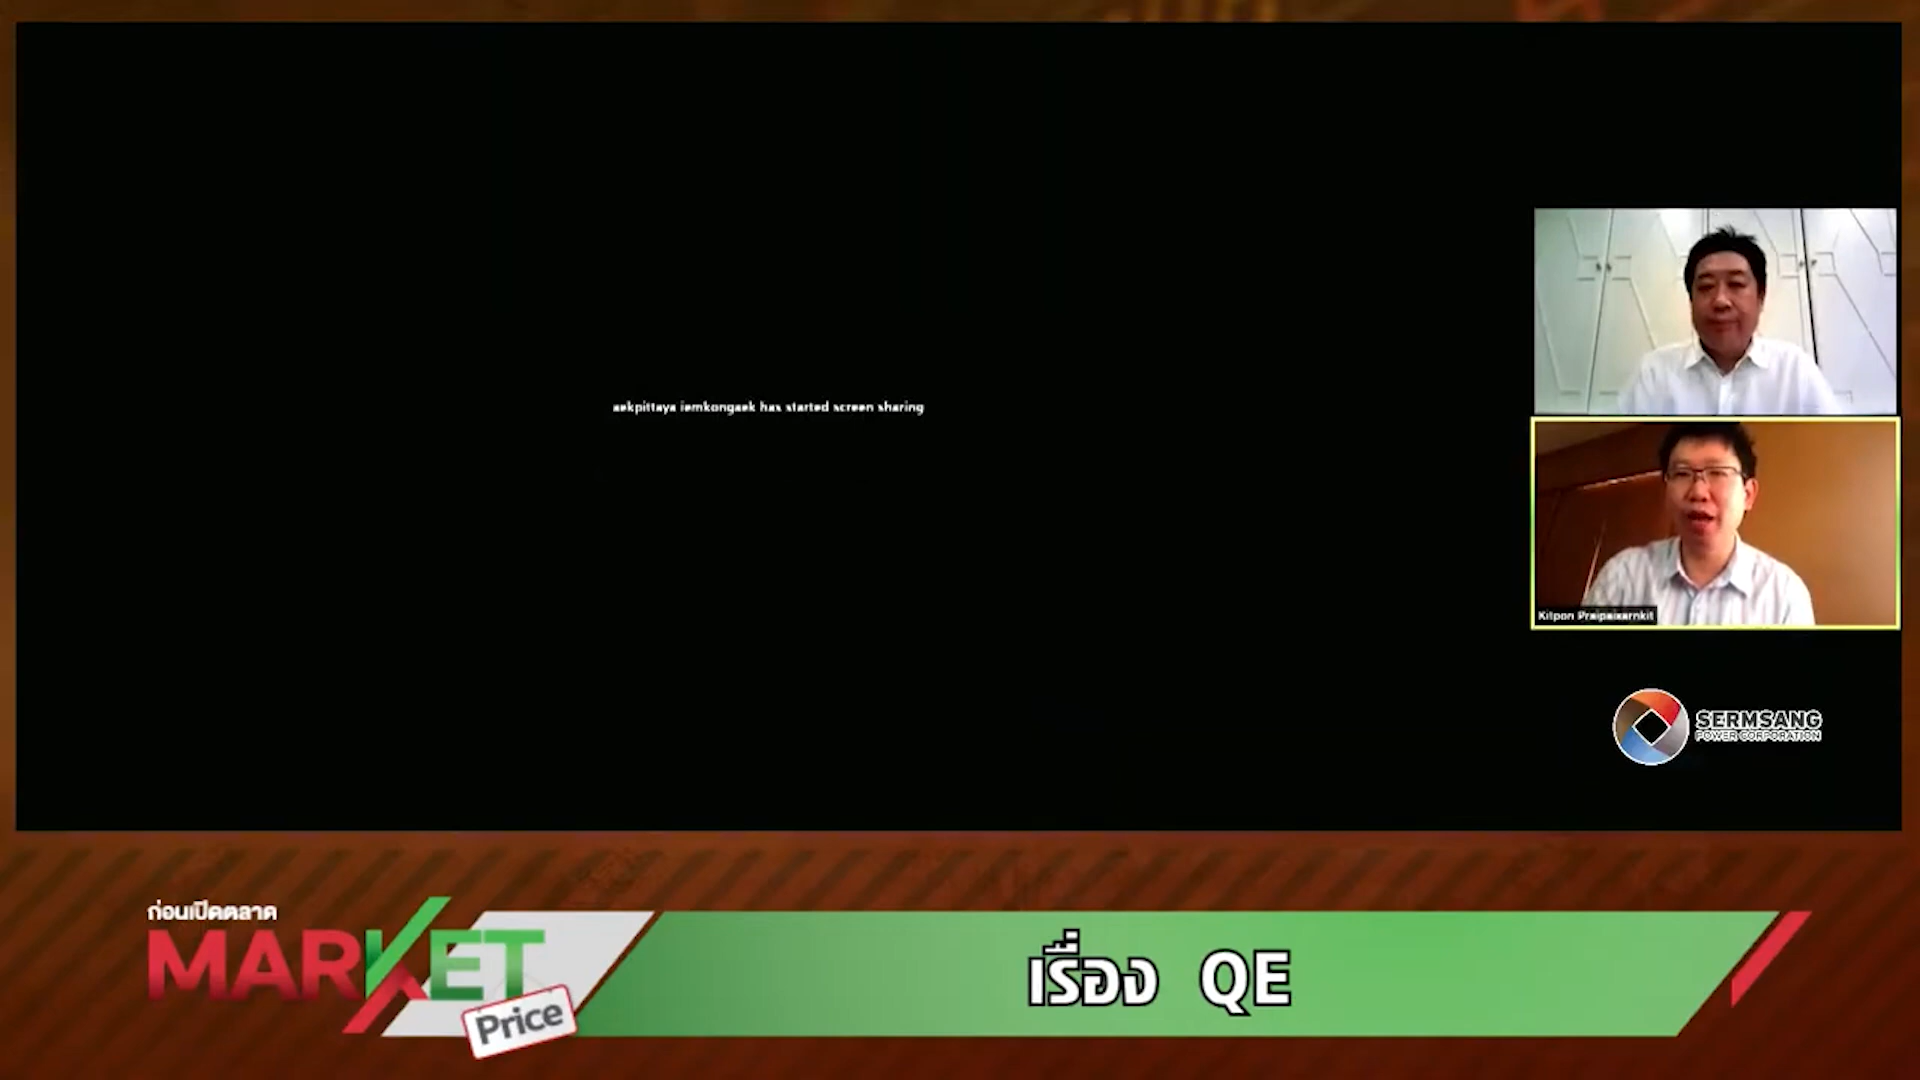 aekpittaya iemkongaek has started screen sharing
Kitpon Praipaisarnkit
SERMSANG
POWER CORPORATION
ก่อนเปิดตลาด
MARKET
Price
เรื่อง QE